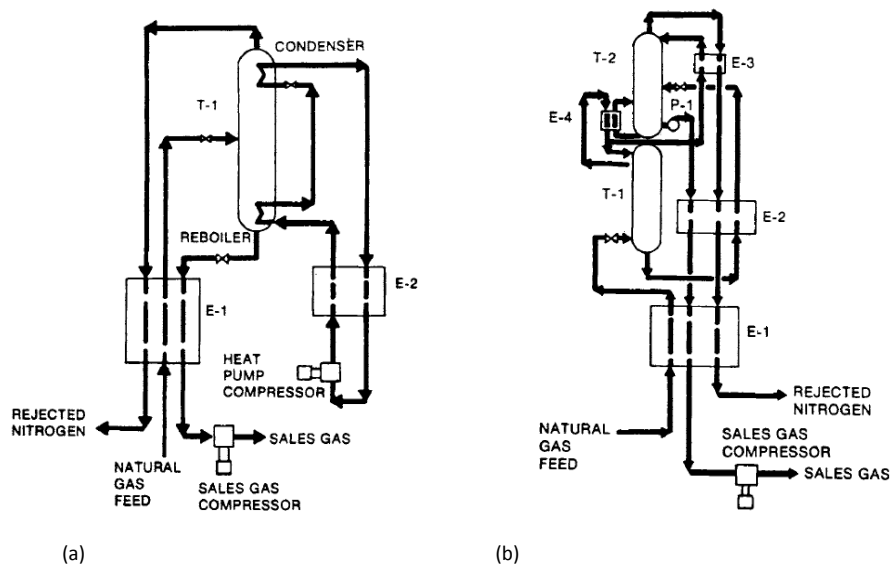 CONDENSER
T-1
REBOILER
E-1
E-2
HEAT
PUMP
COMPRESSOR
REJECTED
NITROGEN
SALES GAS
NATURAL
GAS
FEED
SALES GAS
COMPRESSOR
(a)
T-2
E-3
P-1
E-4
T-1
E-2
E-1
REJECTED
NITROGEN
NATURAL
GAS
FEED
SALES GAS
COMPRESSOR
SALES GAS
(b)